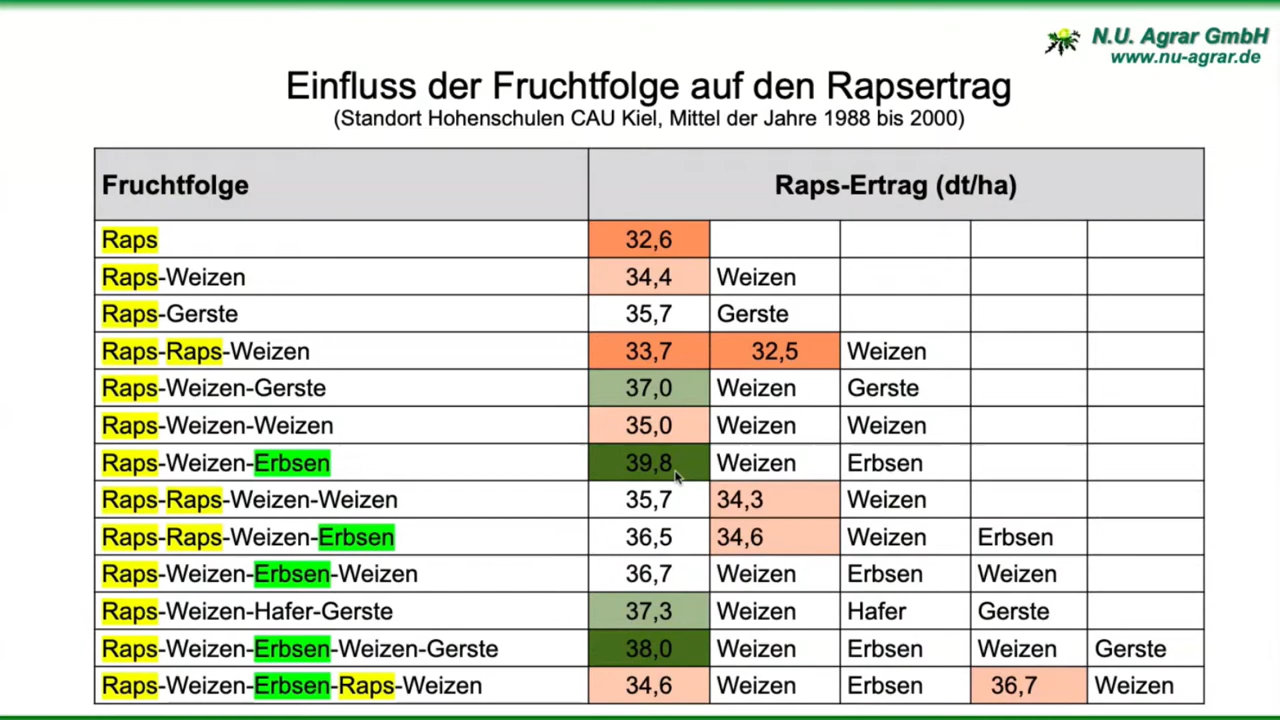 N.U. Agrar GmbH
www.nu-agrar.de
Einfluss der Fruchtfolge auf den Rapsertrag
(Standort Hohenschulen CAU Kiel, Mittel der Jahre 1988 bis 2000)
Fruchtfolge Raps-Ertrag (dt/ha)
Raps 32,6
Raps-Weizen 34,4 Weizen
Raps-Gerste 35,7 Gerste
Raps-Raps-Weizen 33,7 32,5 Weizen
Raps-Weizen-Gerste 37,0 Weizen Gerste
Raps-Weizen-Weizen 35,0 Weizen Weizen
Raps-Weizen-Erbsen 39,8 Weizen Erbsen
Raps-Raps-Weizen-Weizen 35,7 34,3 Weizen
Raps-Raps-Weizen-Erbsen 36,5 34,6 Weizen Erbsen
Raps-Weizen-Erbsen-Weizen 36,7 Weizen Erbsen Weizen
Raps-Weizen-Hafer-Gerste 37,3 Weizen Hafer Gerste
Raps-Weizen-Erbsen-Weizen-Gerste 38,0 Weizen Erbsen Weizen Gerste
Raps-Weizen-Erbsen-Raps-Weizen 34,6 Weizen Erbsen 36,7 Weizen